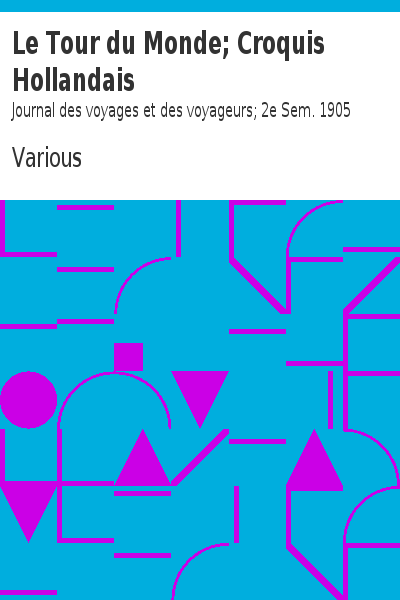 Le Tour du Monde; Croquis
Hollandais
Journal des voyages et des voyageurs; 2e Sem. 1905
Various